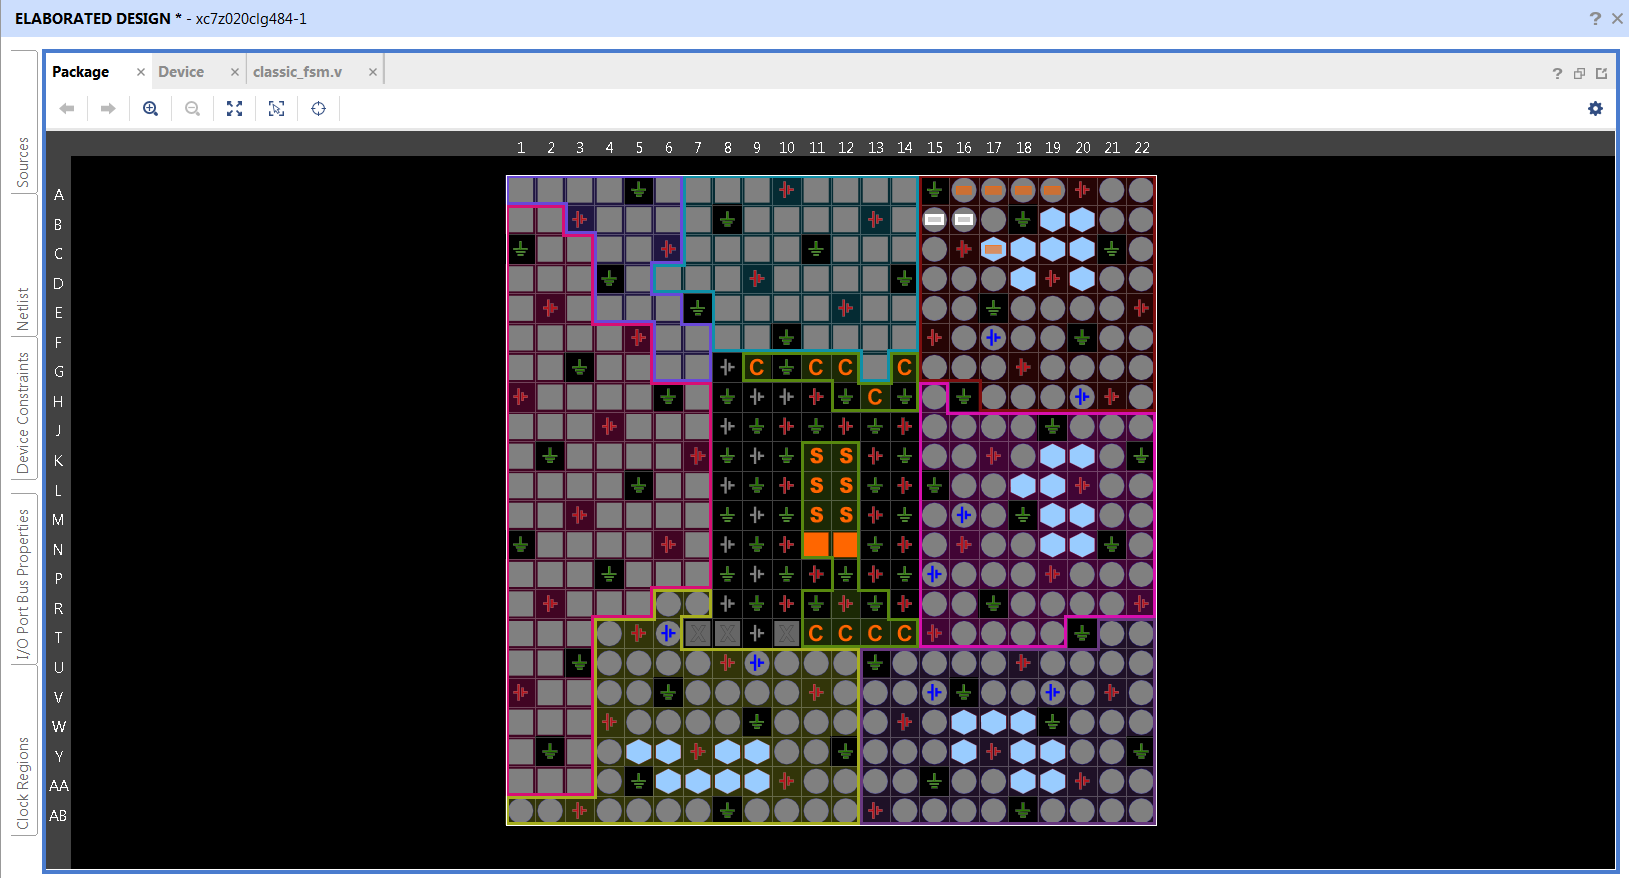 ELABORATED DESIGN * - xc7z020clg484-1 ? ×
Package × Device × classic_fsm.v × ?
1 2 3 4 5 6 7 8 9 10 11 12 13 14 15 16 17 18 19 20 21 22
A
B
C
D
E
F
G C C C C
H C
J
K S S
L S S
M S S
N
P
R
T X X X C C C C
U
V
W
Y
AA
AB
Sources
Netlist
Device Constraints
I/O Port Bus Properties
Clock Regions